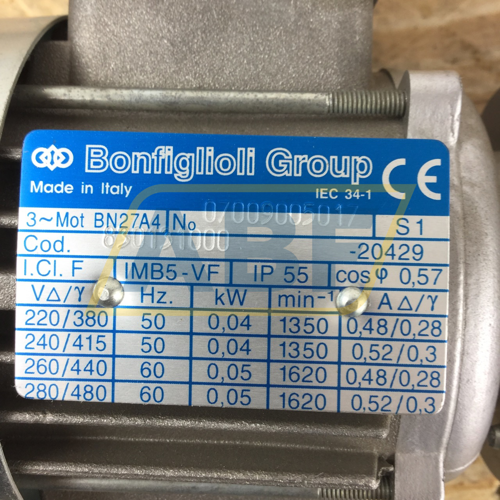 Bonfiglioli Group CE
Made in Italy IEC 34-1
3~Mot BN27A4 No S1
Cod. -20429
I.Cl. F IMB5-VF IP 55 cos φ 0,57
V△/Y Hz. kW min⁻¹ A△/Y
220/380 50 0,04 1350 0,48/0,28
240/415 50 0,04 1350 0,52/0,3
260/440 60 0,05 1620 0,48/0,28
280/480 60 0,05 1620 0,52/0,3
ABF